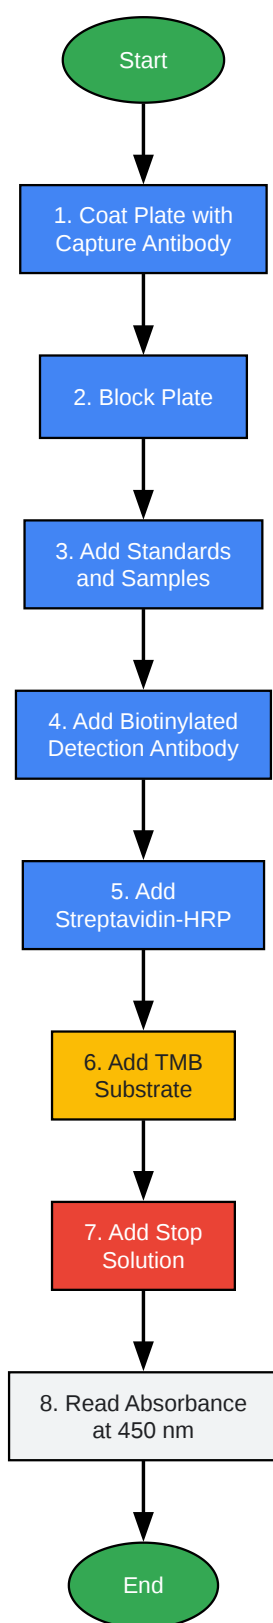 Start
1. Coat Plate with
Capture Antibody
2. Block Plate
3. Add Standards
and Samples
4. Add Biotinylated
Detection Antibody
5. Add
Streptavidin-HRP
6. Add TMB
Substrate
7. Add Stop
Solution
8. Read Absorbance
at 450 nm
End